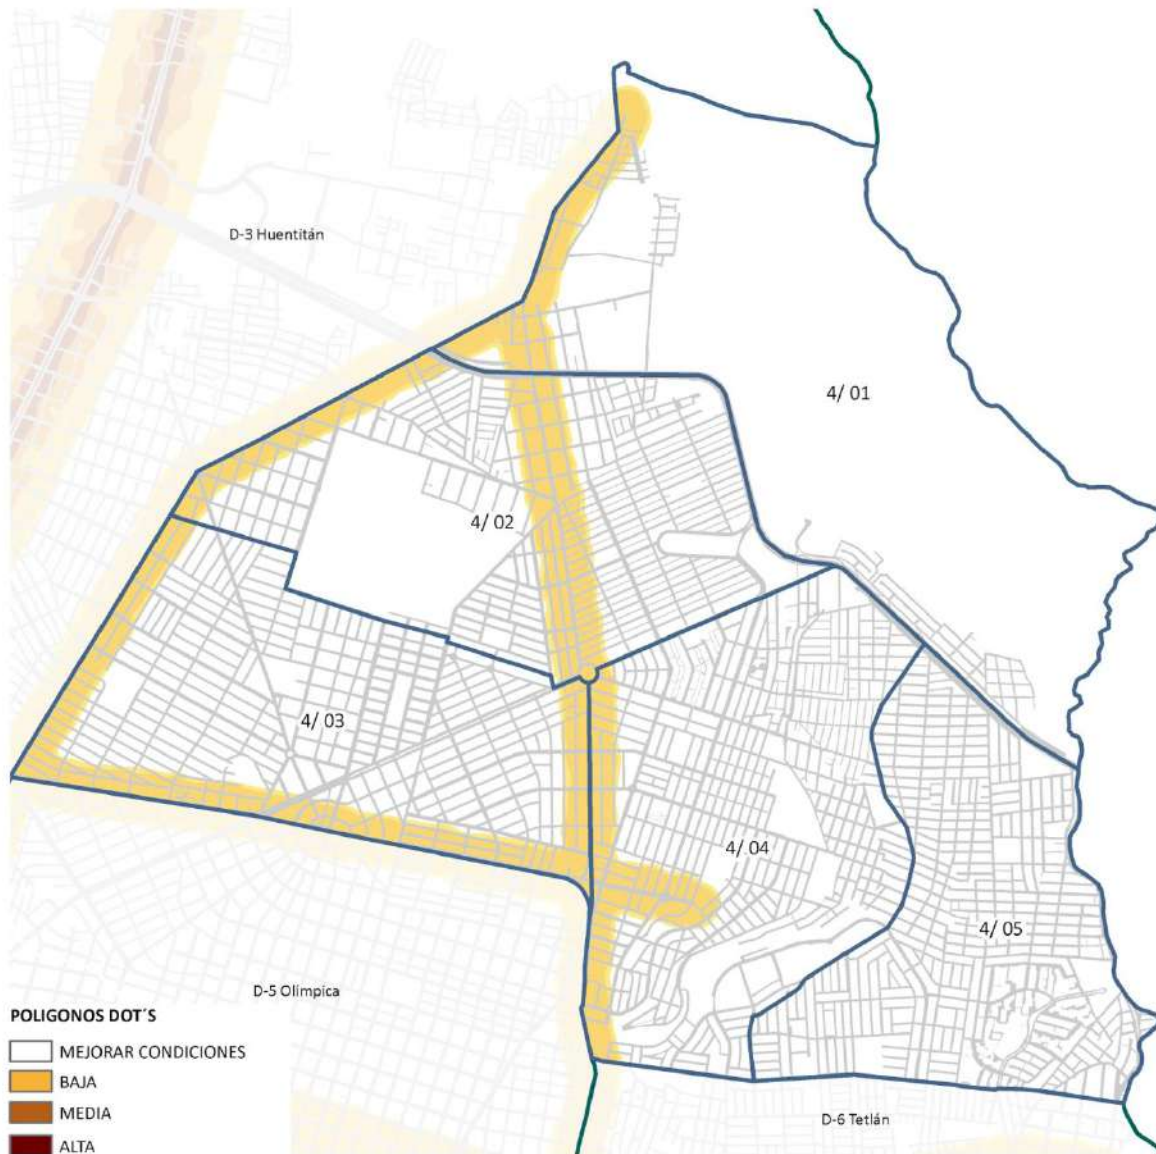 D-3 Huentitán
4/ 01
4/ 02
4/ 03
4/ 04
4/ 05
D-5 Olímpica
POLIGONOS DOT´S
MEJORAR CONDICIONES
BAJA
MEDIA
ALTA
D-6 Tetlán